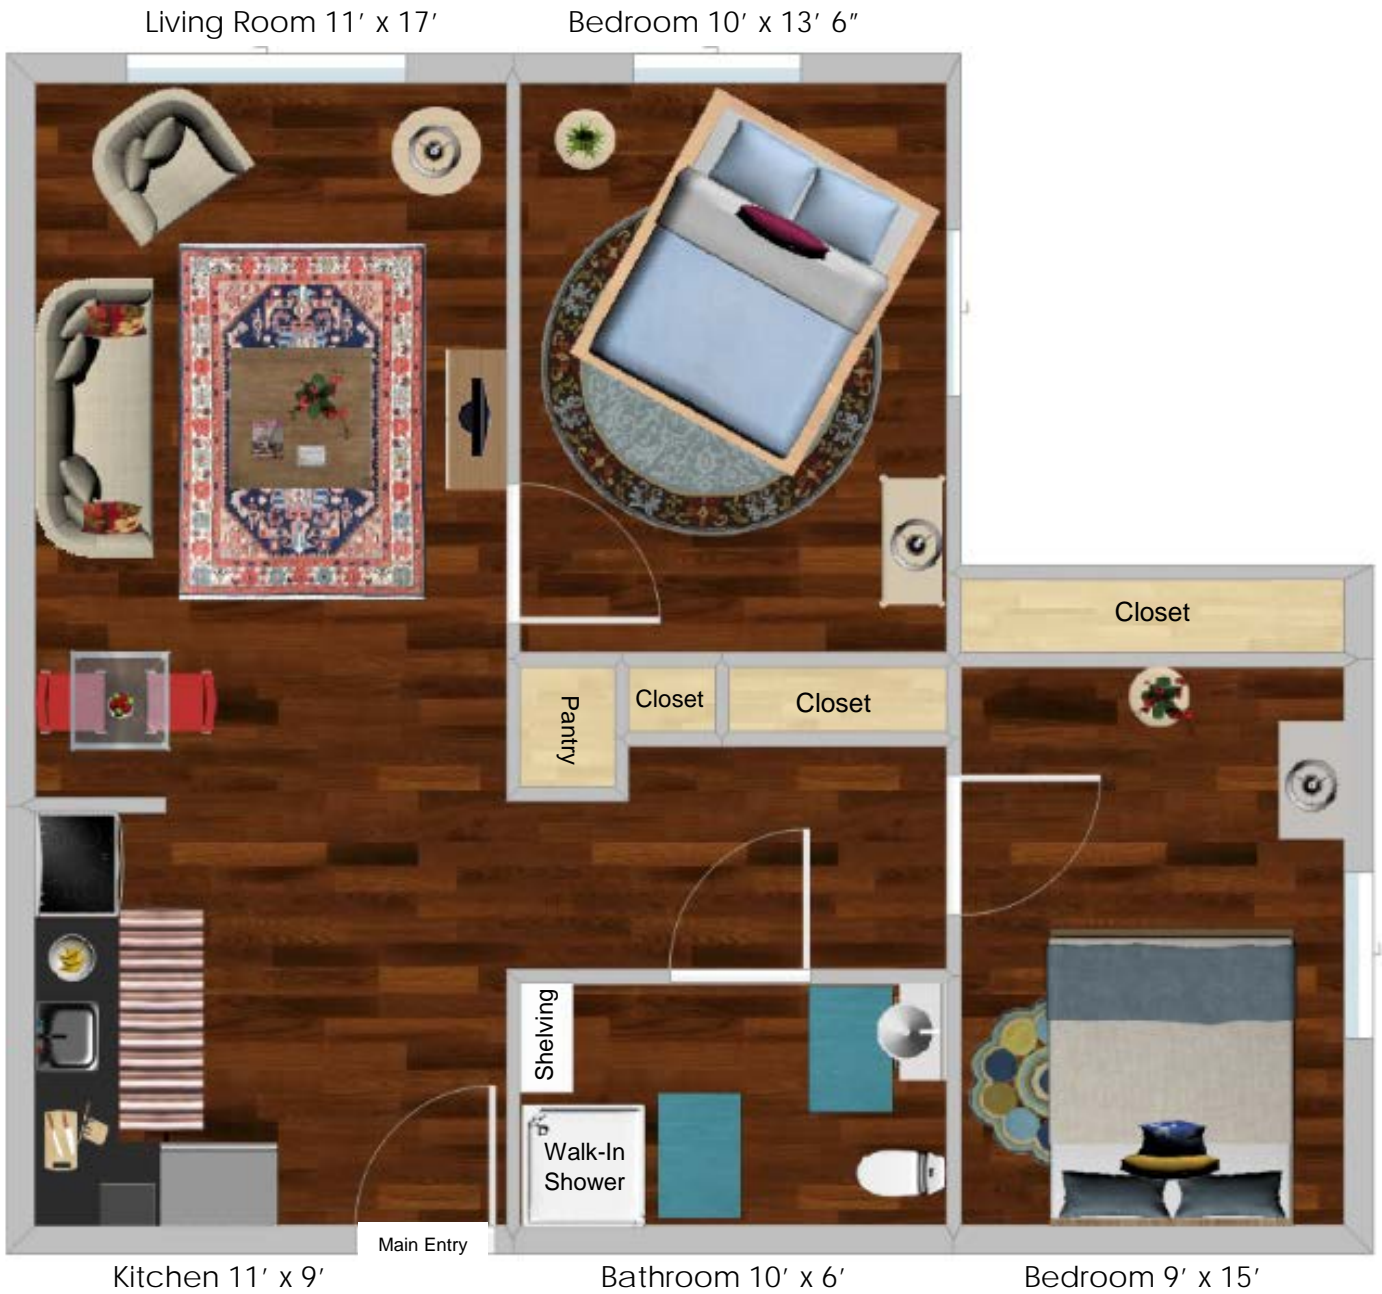 Living Room 11′ x 17′
Bedroom 10′ x 13′ 6″
Closet
Pantry
Closet
Closet
Shelving
Walk-In
Shower
Main Entry
Kitchen 11′ x 9′
Bathroom 10′ x 6′
Bedroom 9′ x 15′